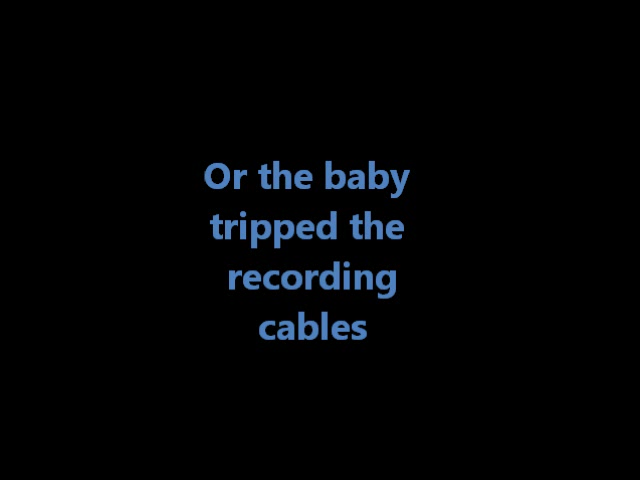 Or the baby
tripped the
recording
cables